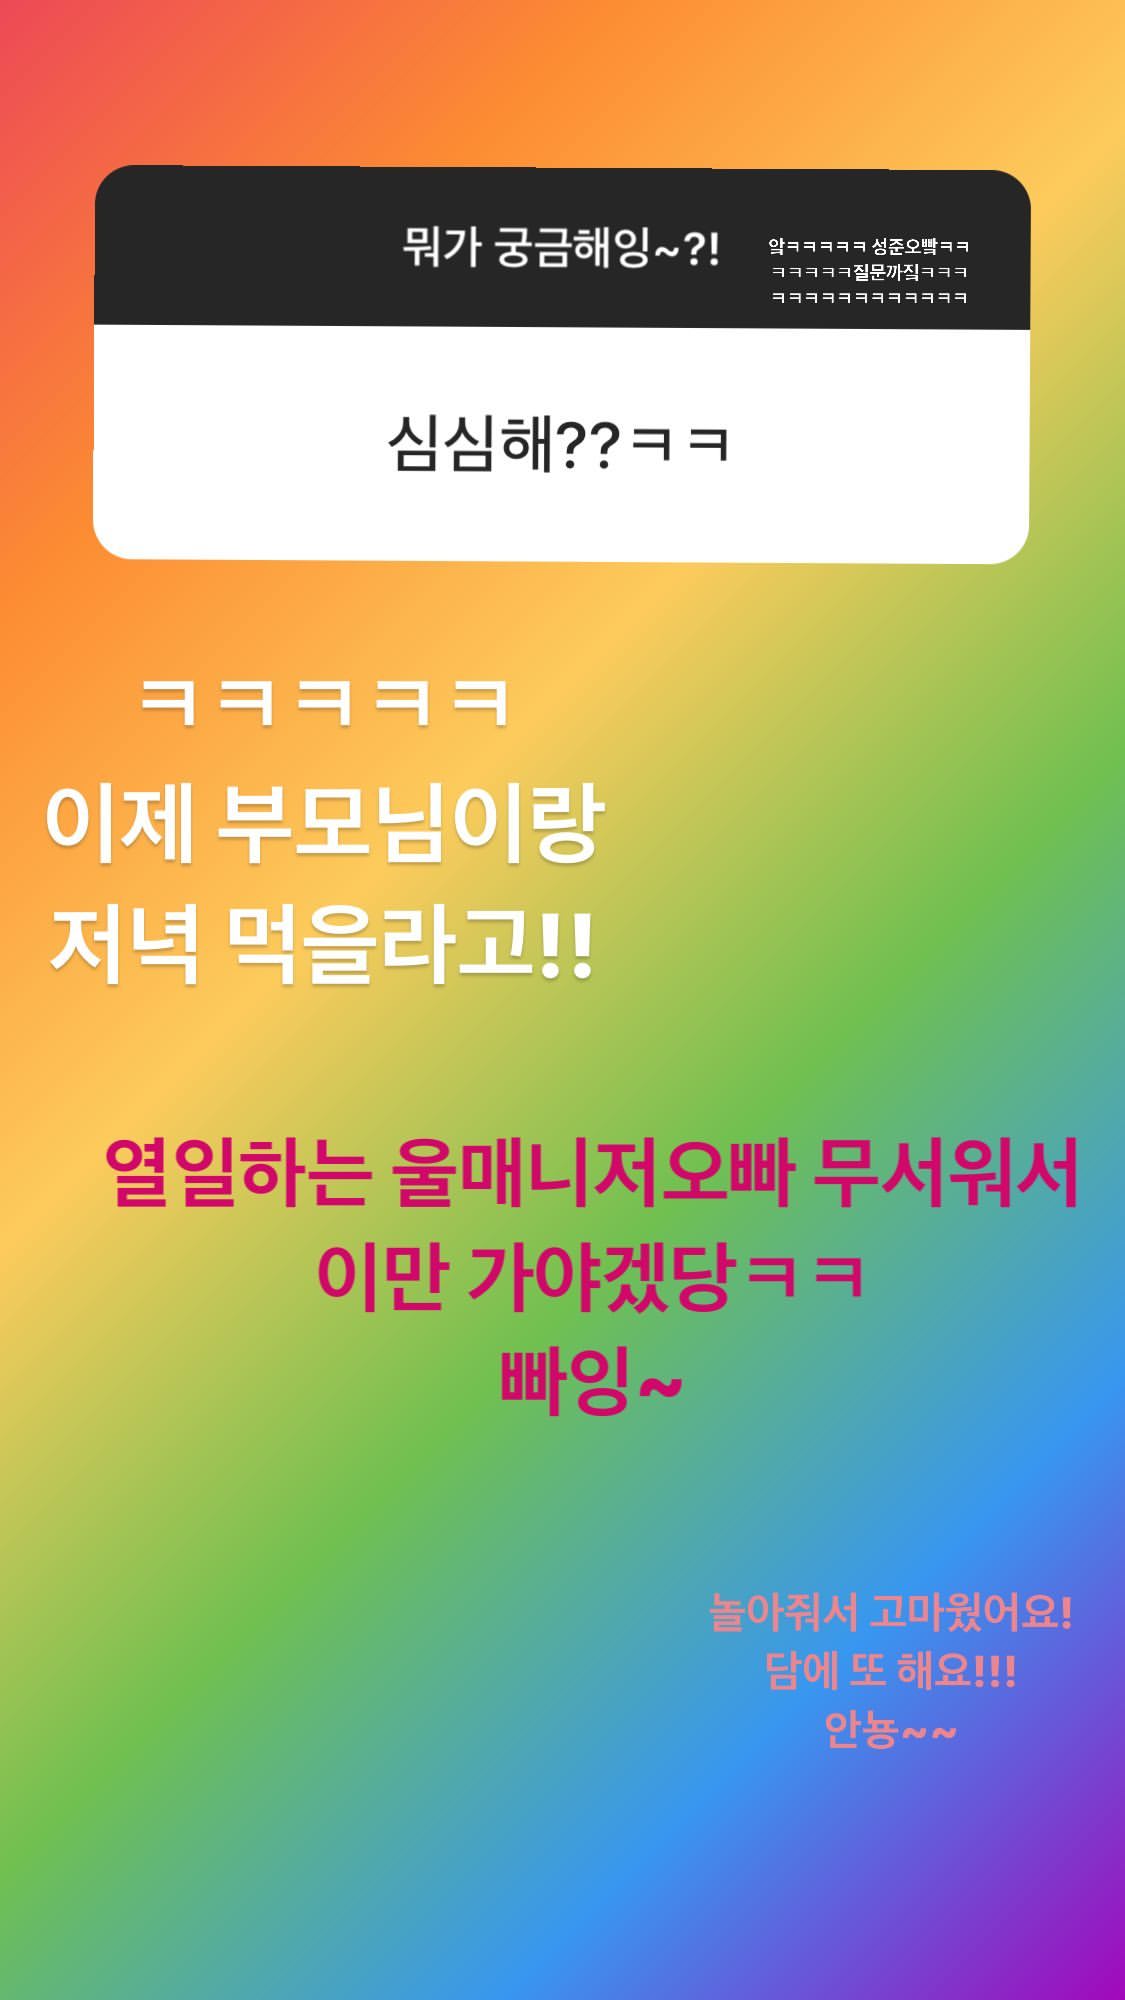 뭐가 궁금해잉~?!
앜ㅋㅋㅋㅋㅋ 성준오빸ㅋㅋ
ㅋㅋㅋㅋㅋ질문까짘ㅋㅋㅋ
ㅋㅋㅋㅋㅋㅋㅋㅋㅋㅋㅋㅋ
심심해??ㅋㅋ
ㅋㅋㅋㅋㅋ
이제 부모님이랑
저녁 먹을라고!!
열일하는 울매니저오빠 무서워서
이만 가야겠당ㅋㅋ
빠잉~
놀아줘서 고마웠어요!
담에 또 해요!!!
안뇽~~